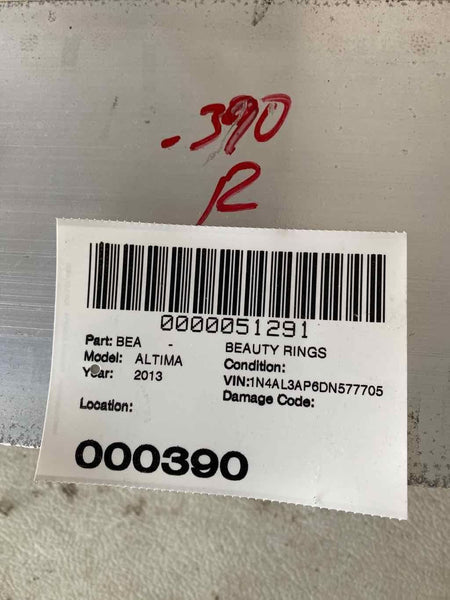 .390
R
0000051291
Part: BEA - BEAUTY RINGS
Model: ALTIMA Condition:
Year: 2013 VIN:1N4AL3AP6DN577705
Location: Damage Code:
000390